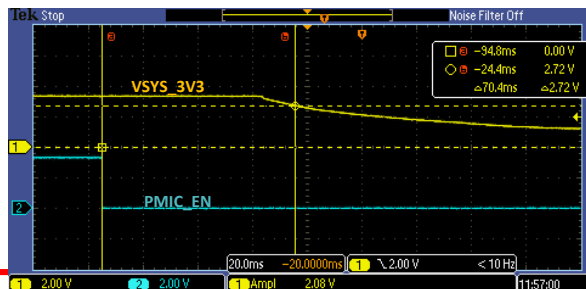 Tek Stop
Noise Filter Off
a
b
T
T
a -94.8ms 0.00 V
b -24.4ms 2.72 V
△70.4ms △2.72 V
VSYS_3V3
1
PMIC_EN
2
20.0ms -20.0000ms
1 \ 2.00 V < 10 Hz
1 2.00 V 2 2.00 V 1 Ampl 2.08 V 11:57:00